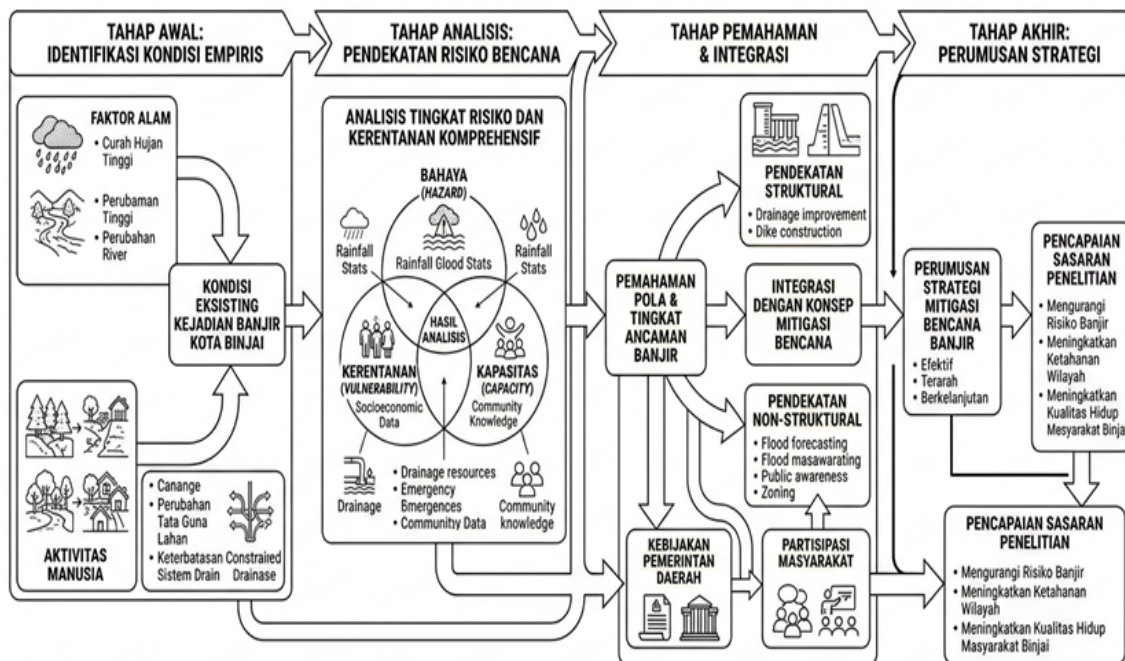 TAHAP AWAL:
IDENTIFIKASI KONDISI EMPIRIS
TAHAP ANALISIS:
PENDEKATAN RISIKO BENCANA
TAHAP PEMAHAMAN
& INTEGRASI
TAHAP AKHIR:
PERUMUSAN STRATEGI
FAKTOR ALAM
• Curah Hujan
Tinggi
• Perubaman
Tinggi
• Perubahan
River
KONDISI
EKSISTING
KEJADIAN BANJIR
KOTA BINJAI
AKTIVITAS
MANUSIA
• Canange
• Perubahan
Tata Guna
Lahan
• Keterbatasan
Sistem Drain
Constrained
Drainase
ANALISIS TINGKAT RISIKO DAN
KERENTANAN KOMPREHENSIF
BAHAYA
(HAZARD)
Rainfall
Stats
Rainfall Glood Stats
Rainfall
Stats
HASIL
ANALISIS
KERENTANAN
(VULNERABILITY)
Socioeconomic
Data
KAPASITAS
(CAPACITY)
Community
Knowledge
Drainage
• Drainage resources
• Emergency
Emergences
• Community Data
Community
knowledge
PEMAHAMAN
POLA &
TINGKAT
ANCAMAN
BANJIR
PENDEKATAN
STRUKTURAL
• Drainage improvement
• Dike construction
INTEGRASI
DENGAN KONSEP
MITIGASI
BENCANA
PENDEKATAN
NON-STRUKTURAL
• Flood forecasting
• Flood masawarating
• Public awareness
• Zoning
KEBIJAKAN
PEMERINTAN
DAERAH
PARTISIPASI
MASYARAKAT
PERUMUSAN
STRATEGI
MITIGASI
BENCANA
BANJIR
• Efektif
• Terarah
• Berkelanjutan
PENCAPAIAN
SASARAN
PENELITIAN
• Mengurangi
Risiko Banjir
• Meningkatkan
Ketahanan
Wilayah
• Meningkatkan
Kualitas Hidup
Mesyarakat Binjai
PENCAPAIAN SASARAN
PENELITIAN
• Mengurangi Risiko Banjir
• Meningkatkan Ketahanan
Wilayah
• Meningkatkan Kualitas Hidup
Masyarakat Binjai